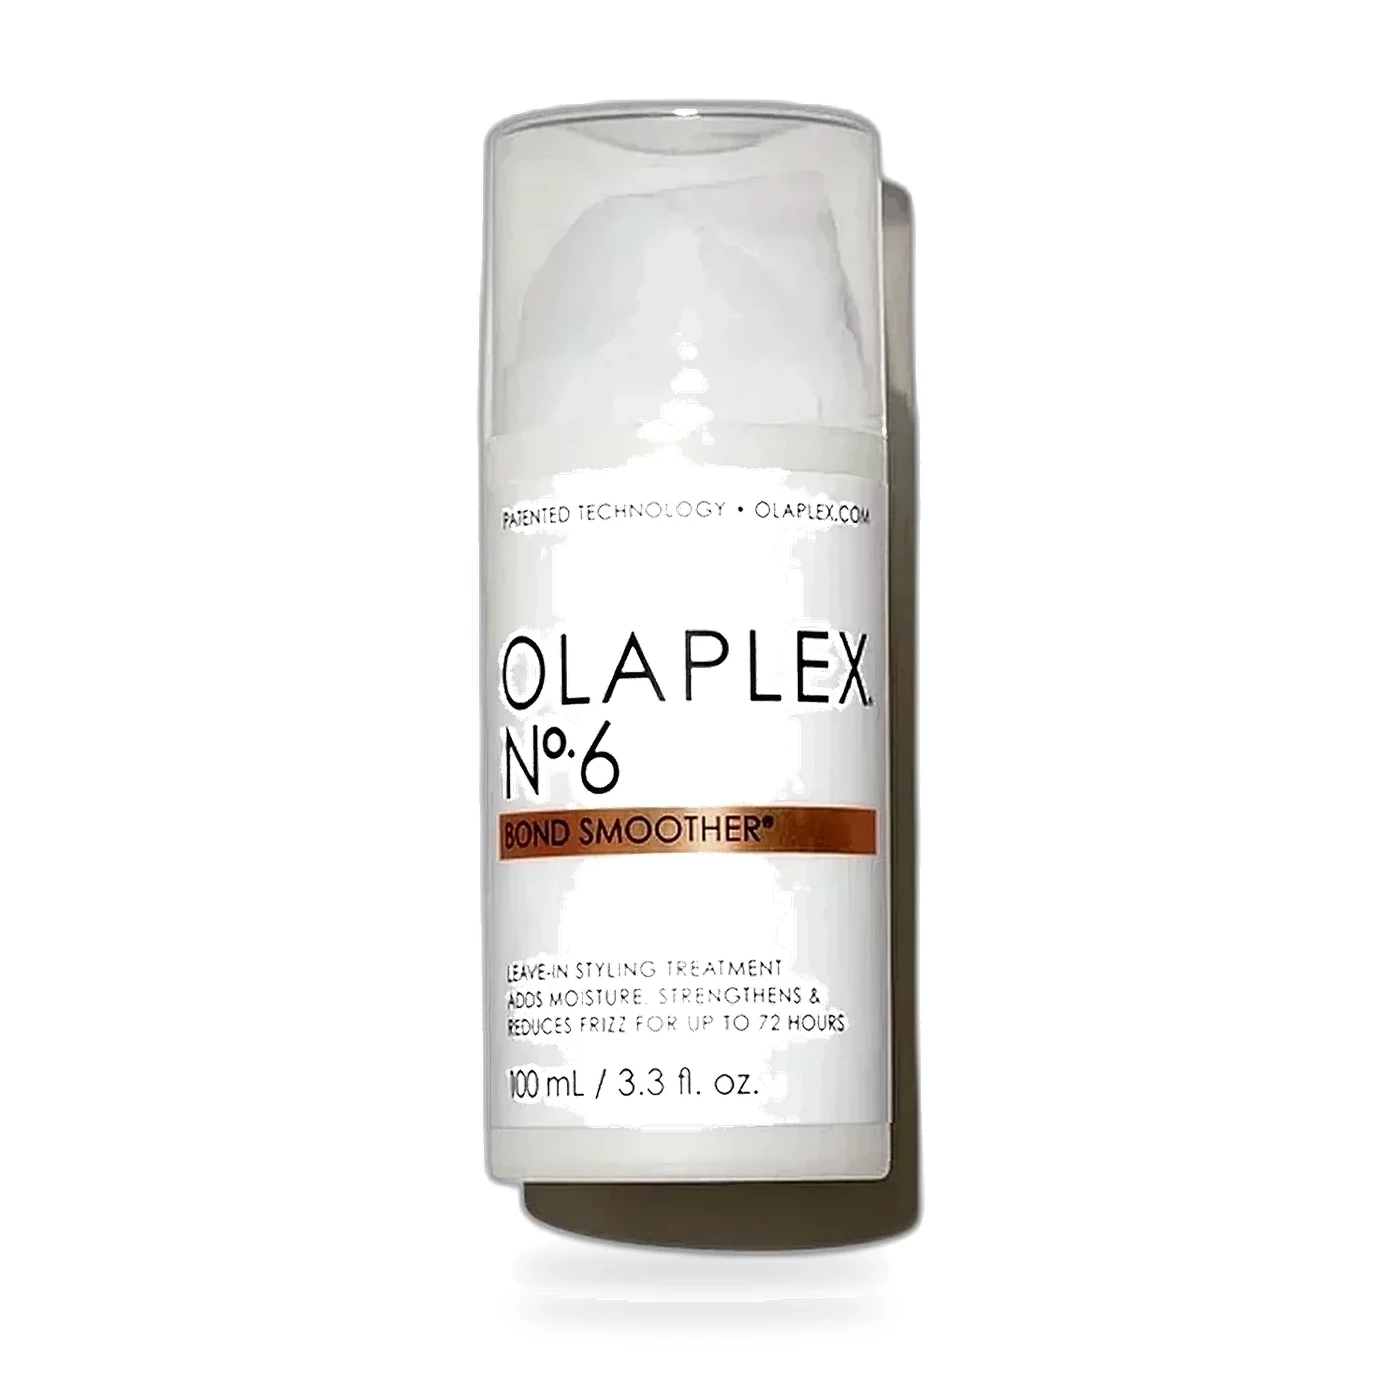 PATENTED TECHNOLOGY • OLAPLEX.COM
OLAPLEX.
Nº.6
BOND SMOOTHER®
LEAVE-IN STYLING TREATMENT
ADDS MOISTURE, STRENGTHENS &
REDUCES FRIZZ FOR UP TO 72 HOURS
100 mL / 3.3 fl. oz.